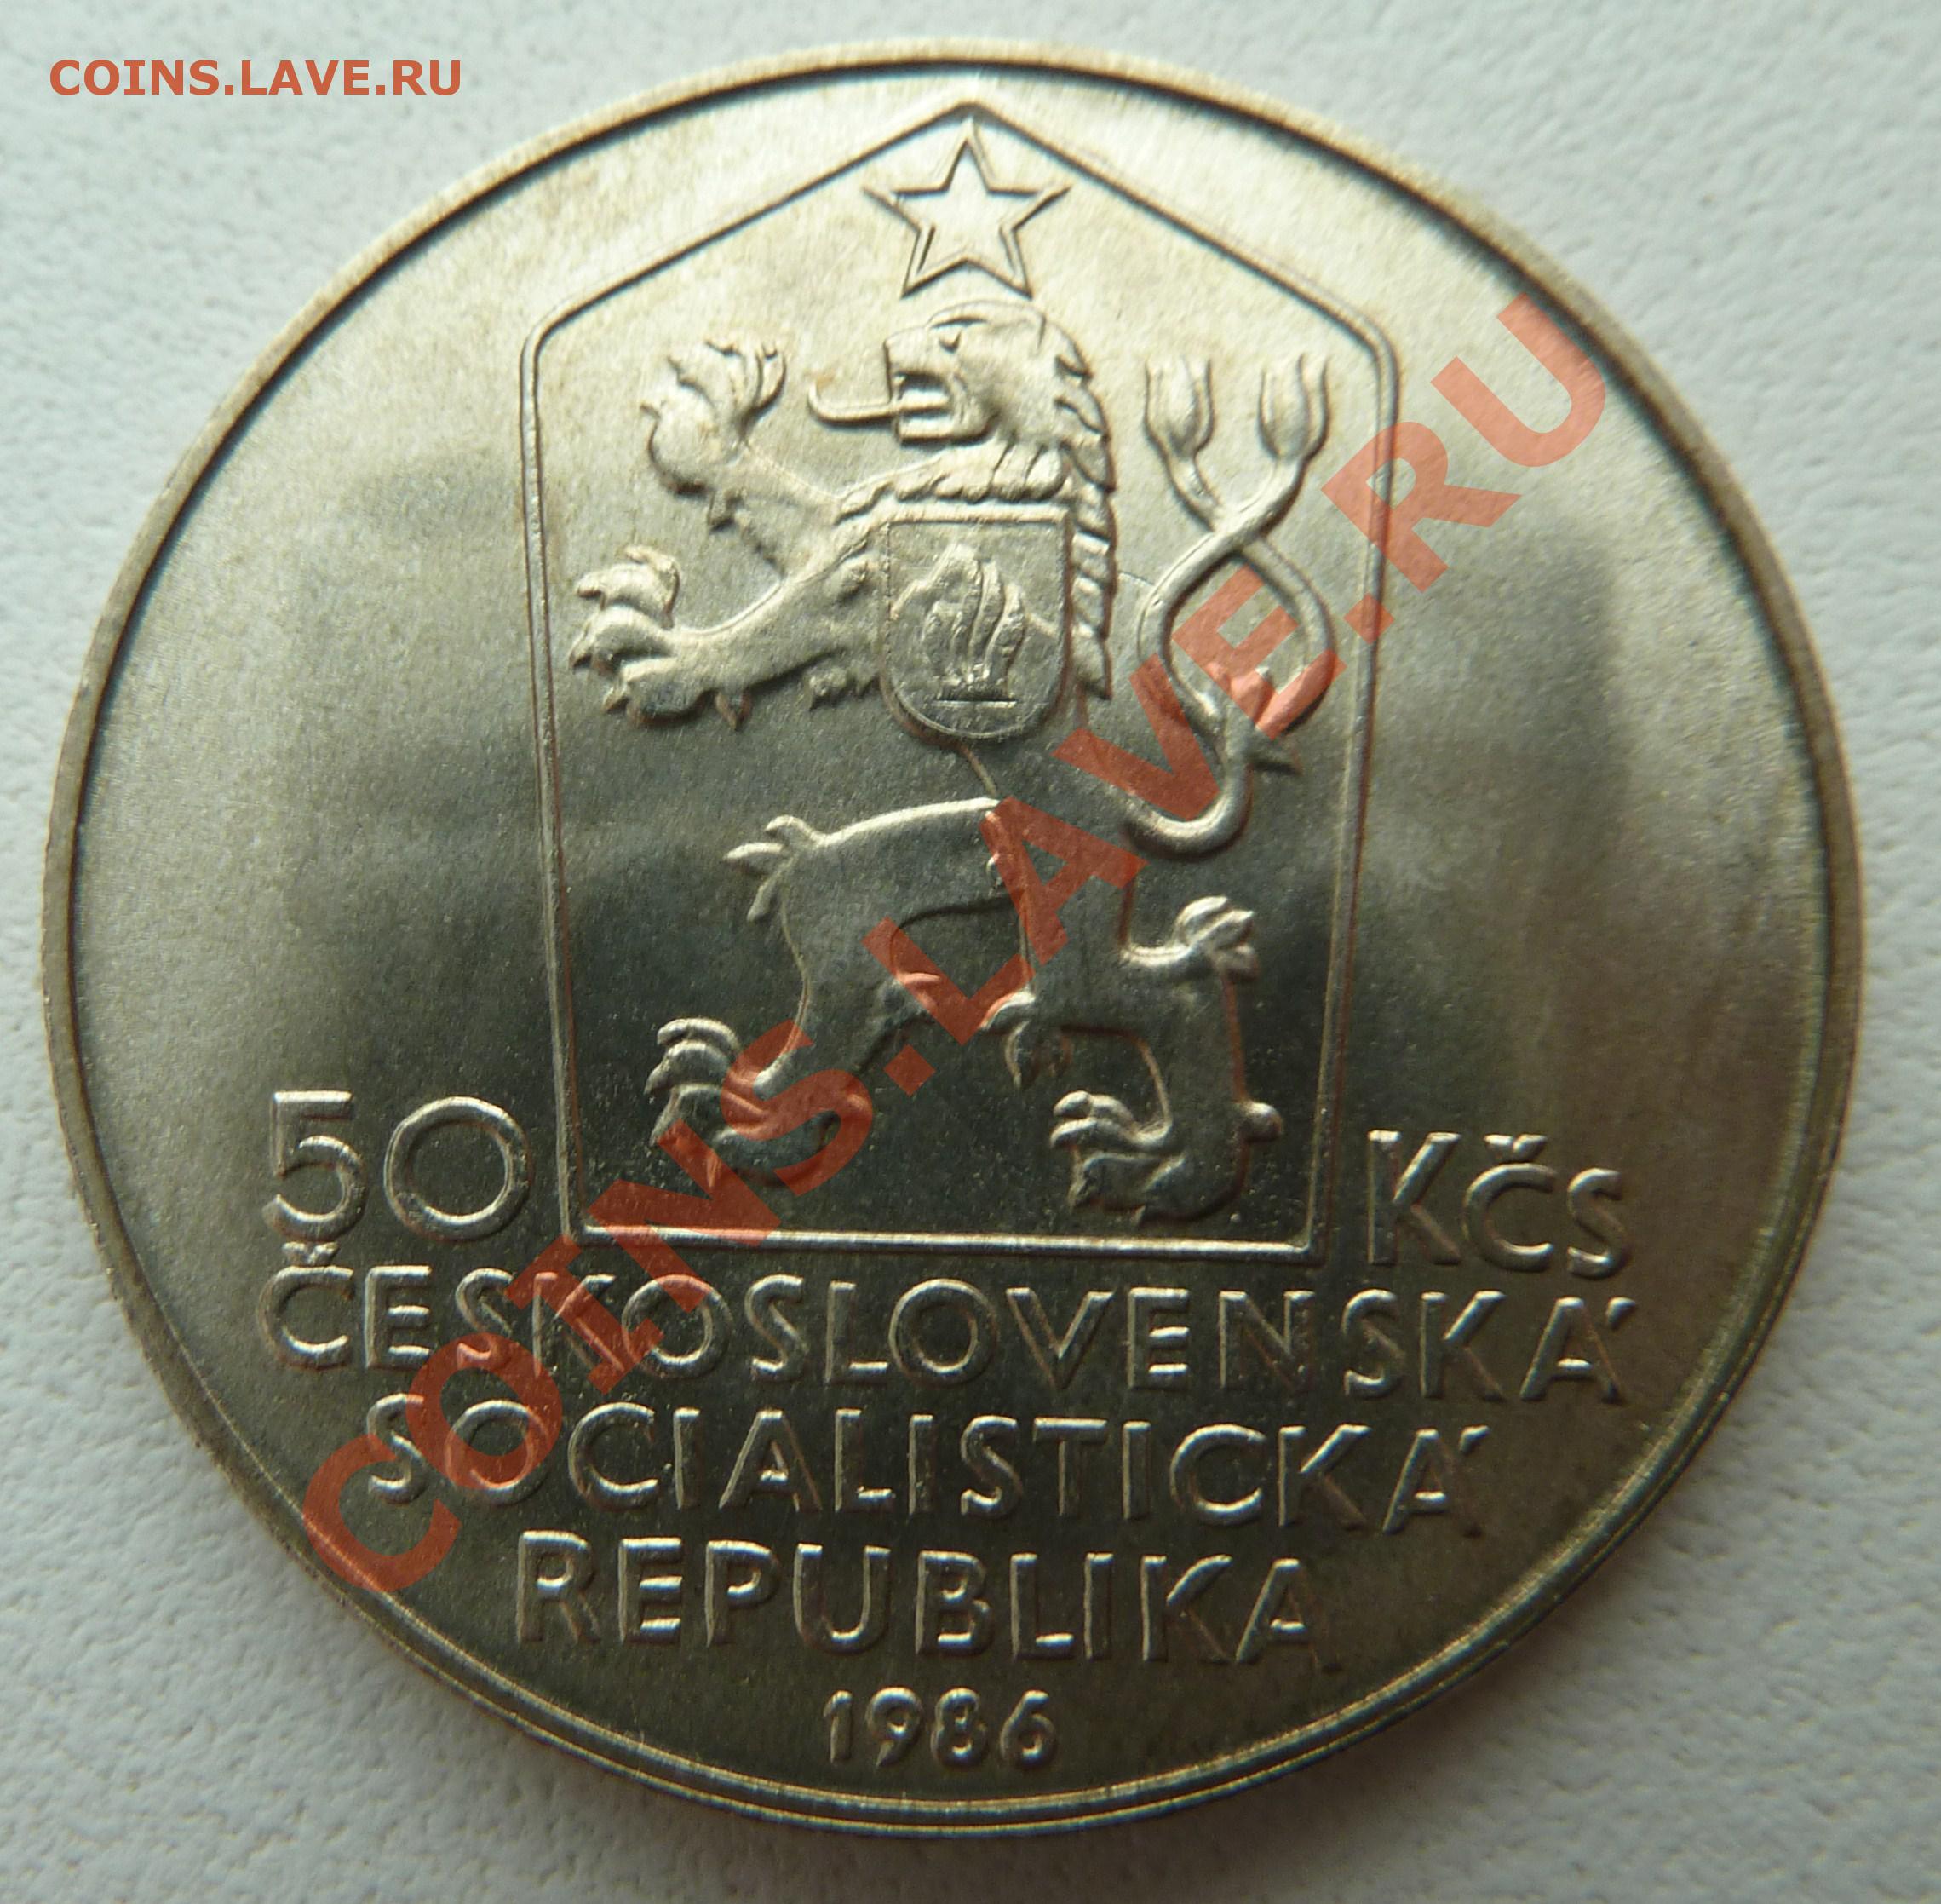 COINS.LAVE.RU
COINS.LAVE.RU
50 KČS
ČESKOSLOVENSKÁ
SOCIALISTICKÁ
REPUBLIKA
1986